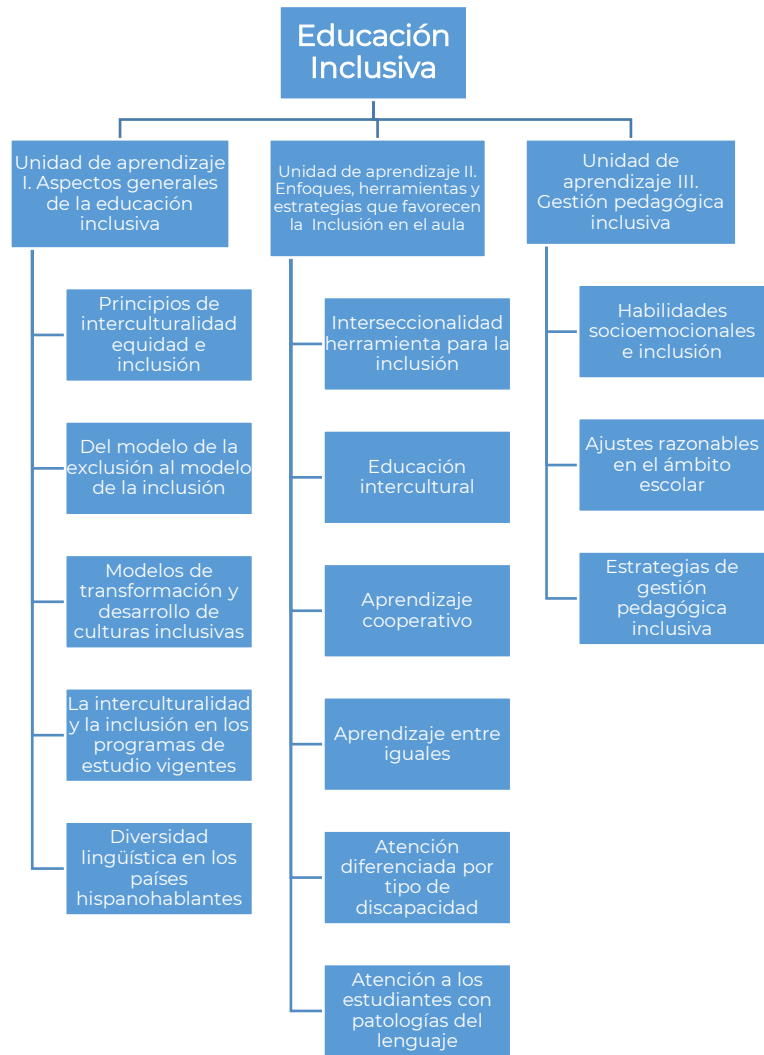 Educación
Inclusiva
Unidad de aprendizaje
I. Aspectos generales
de la educación
inclusiva
Principios de
interculturalidad
equidad e
inclusión
Del modelo de la
exclusión al modelo
de la inclusión
Modelos de
transformación y
desarrollo de
culturas inclusivas
La interculturalidad
y la inclusión en los
programas de
estudio vigentes
Diversidad
lingüística en los
países
hispanohablantes
Unidad de aprendizaje II.
Enfoques, herramientas y
estrategias que favorecen
la Inclusión en el aula
Interseccionalidad
herramienta para la
inclusión
Educación
intercultural
Aprendizaje
cooperativo
Aprendizaje entre
iguales
Atención
diferenciada por
tipo de
discapacidad
Atención a los
estudiantes con
patologías del
lenguaje
Unidad de
aprendizaje III.
Gestión pedagógica
inclusiva
Habilidades
socioemocionales
e inclusión
Ajustes razonables
en el ámbito
escolar
Estrategias de
gestión
pedagógica
inclusiva